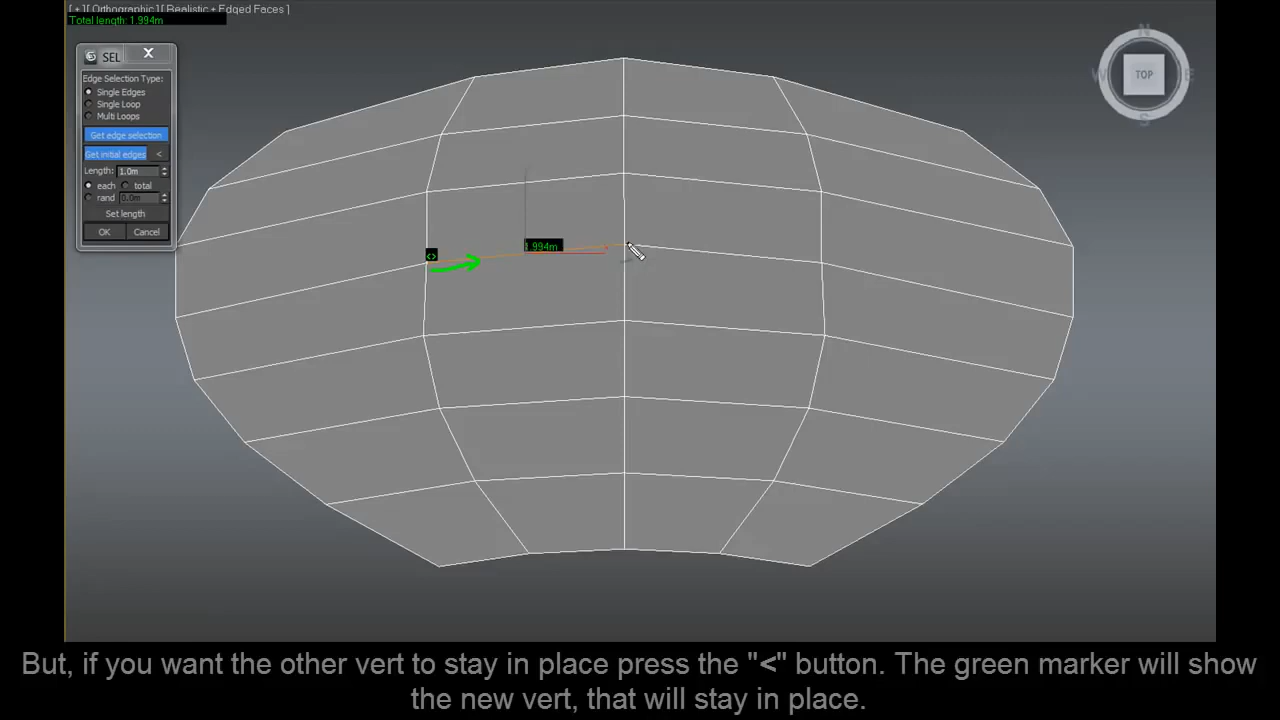 [ + ] [ Orthographic ] [ Realistic + Edged Faces ]
Total length: 1.994m
SEL X
Edge Selection Type:
Single Edges
Single Loop
Multi Loops
Get edge selection
Get initial edges <
Length: 1.0m
each total
rand 0.0m
Set length
OK Cancel
N
W TOP E
S
<>
1.994m
But, if you want the other vert to stay in place press the "<" button. The green marker will show
the new vert, that will stay in place.